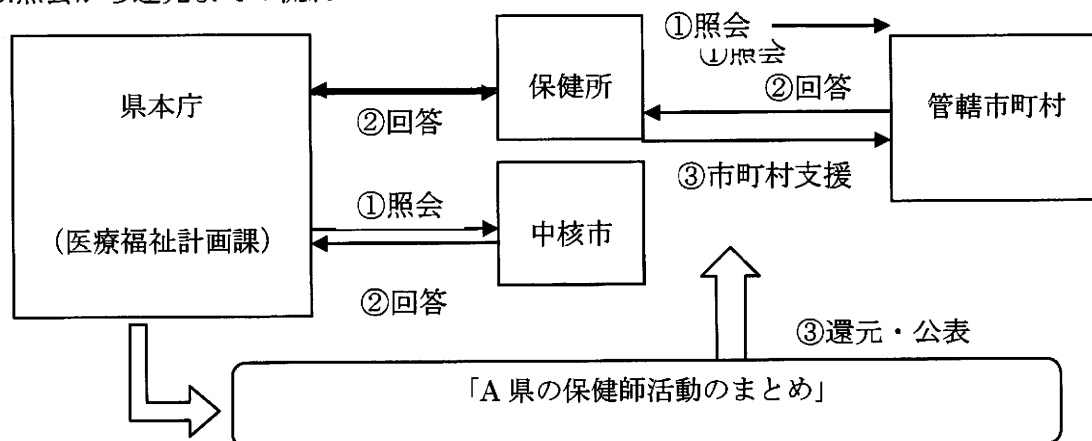 ①照会
①照会
県本庁
保健所
②回答
管轄市町村
②回答
③市町村支援
①照会
(医療福祉計画課)
中核市
②回答
③還元・公表
「A県の保健師活動のまとめ」